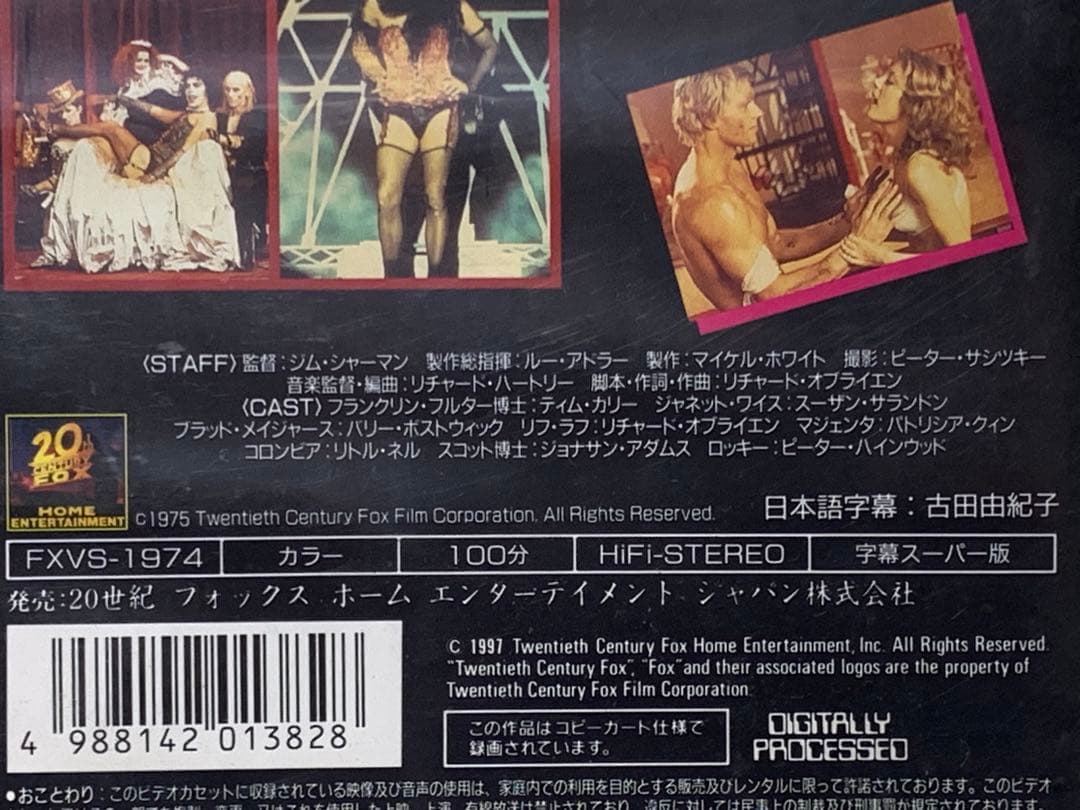 〈STAFF〉監督:ジム・シャーマン 製作総指揮:ルー・アドラー 製作:マイケル・ホワイト 撮影:ピーター・サシツキー
音楽監督・編曲:リチャード・ハートリー 脚本・作詞・作曲:リチャード・オブライエン
〈CAST〉フランクリン・フルター博士:ティム・カリー ジャネット・ワイス:スーザン・サランドン
ブラッド・メイジャース:バリー・ボストウィック リフ・ラフ:リチャード・オブライエン マジェンタ:パトリシア・クィン
コロンビア:リトル・ネル スコット博士:ジョナサン・アダムス ロッキー:ピーター・ハインウッド
20th
CENTURY
FOX
HOME
ENTERTAINMENT
©1975 Twentieth Century Fox Film Corporation. All Rights Reserved.
日本語字幕:古田由紀子
FXVS-1974 カラー 100分 HiFi-STEREO 字幕スーパー版
発売:20世紀 フォックス ホーム エンターテイメント ジャパン株式会社
© 1997 Twentieth Century Fox Home Entertainment, Inc. All Rights Reserved.
"Twentieth Century Fox", "Fox" and their associated logos are the property of
Twentieth Century Fox Film Corporation
4 988142 013828
この作品はコピーガード仕様で
録画されています。
DIGITALLY
PROCESSED
●おことわり:このビデオカセットに収録されている映像及び音声の使用は、家庭内での利用を目的とする販売及びレンタルに限って許諾されております。このビデオ